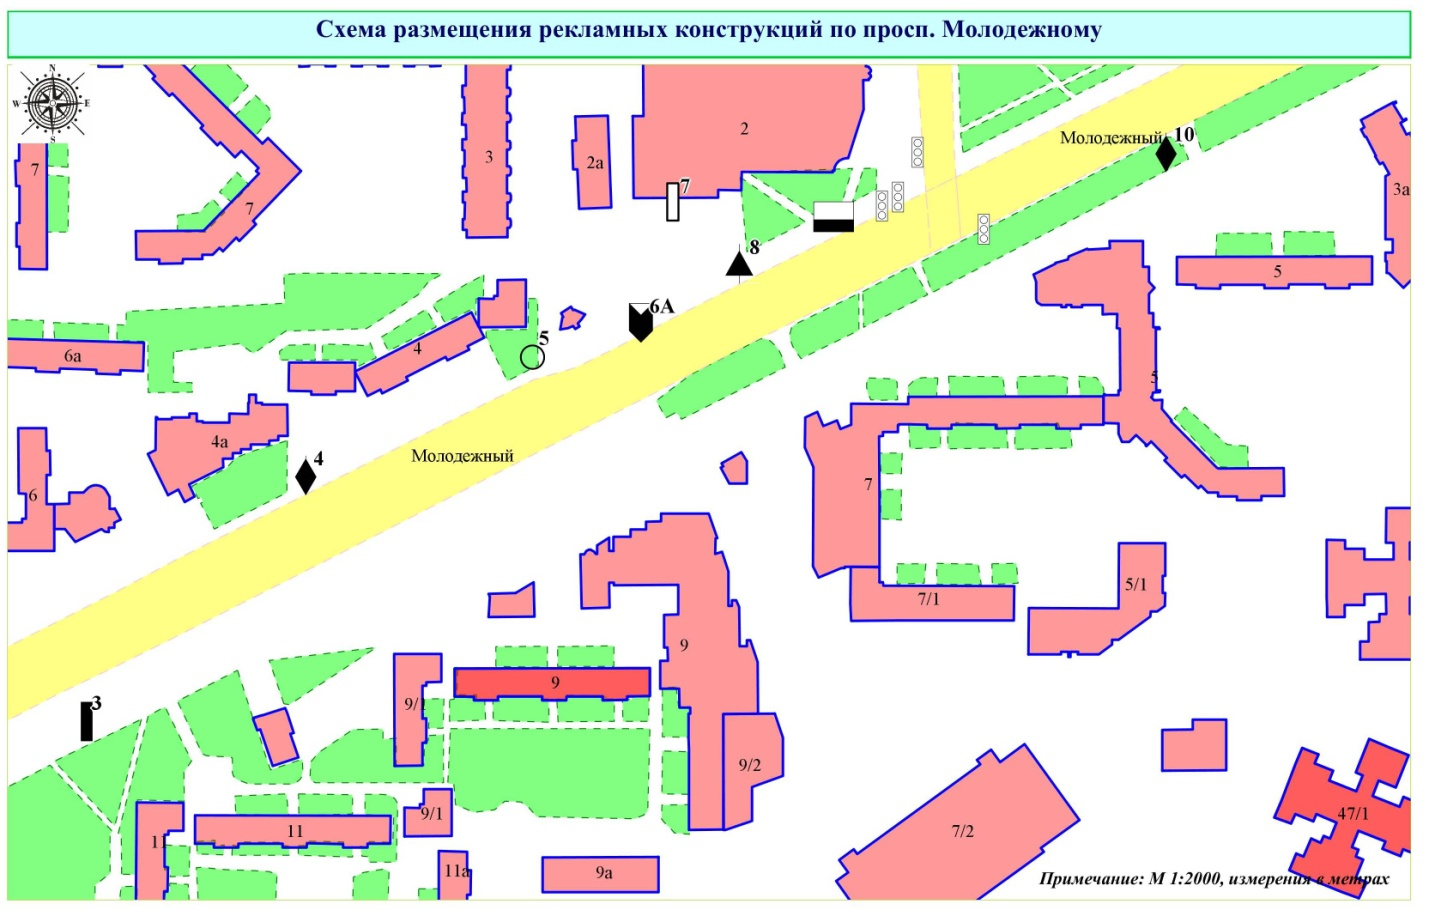 Схема размещения рекламных конструкций по просп. Молодежному
N
W E
S
7
7
3
2а
2
7
8
Молодежный
10
3а
5
6А
5
6а
4
4а
4
Молодежный
5
6
7
7/1
5/1
9
9
9/1
3
9/2
11
11
9/1
11а
9а
7/2
47/1
Примечание: М 1:2000, измерения в метрах